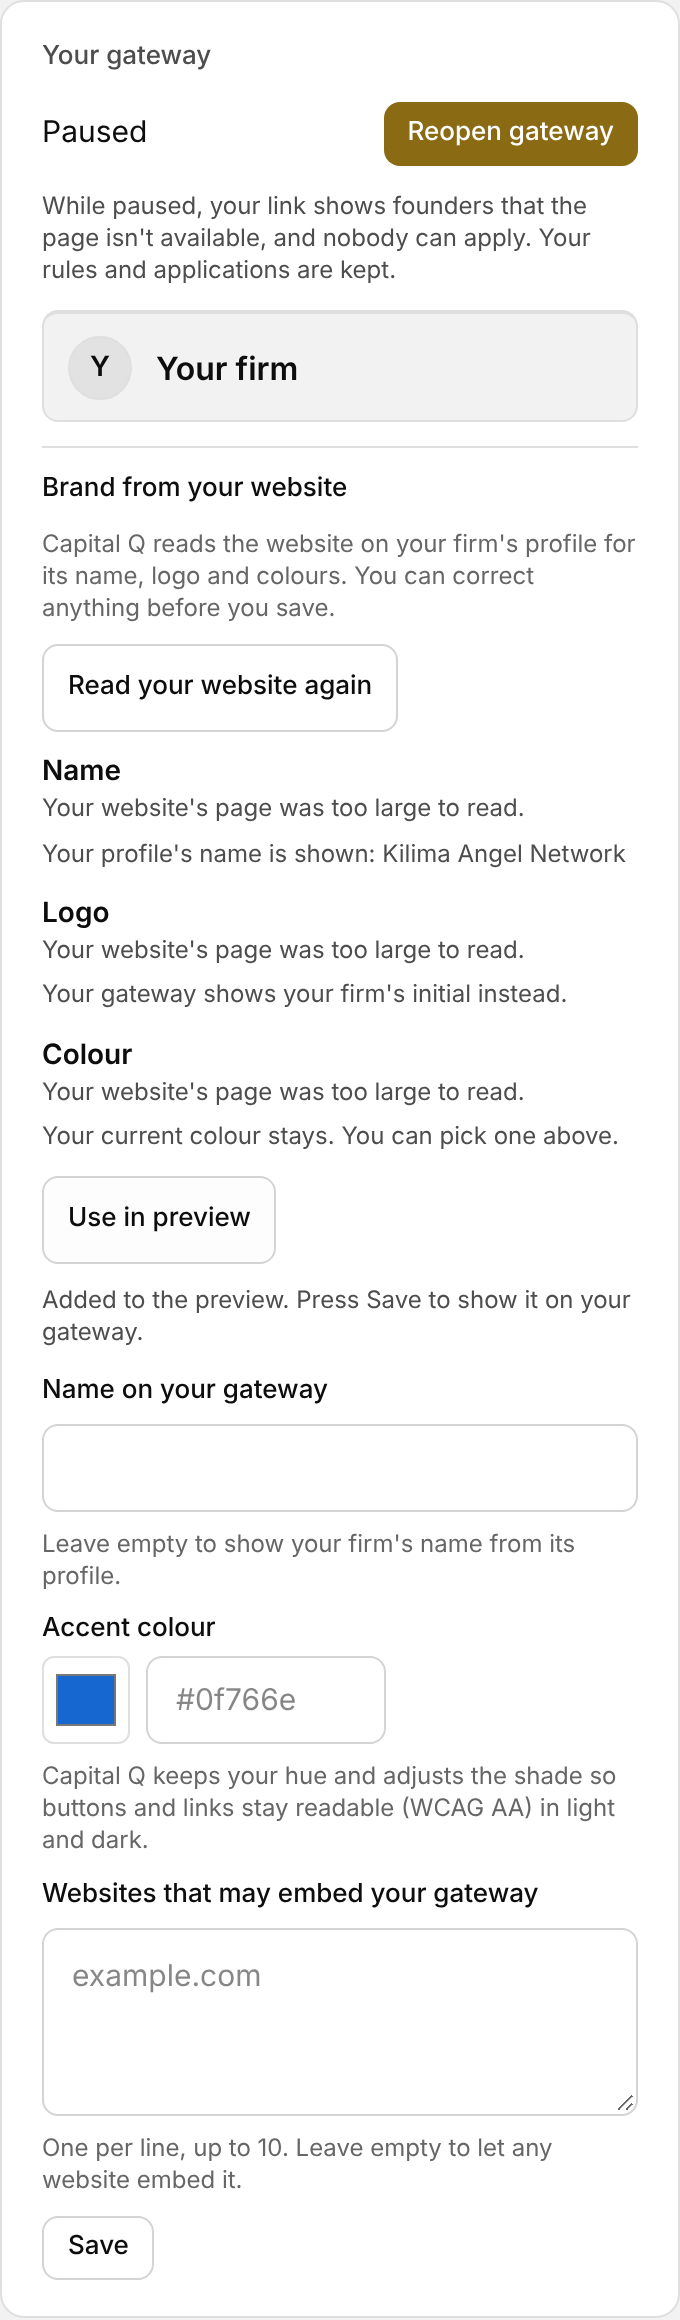 Your gateway
Paused
Reopen gateway
While paused, your link shows founders that the
page isn't available, and nobody can apply. Your
rules and applications are kept.
Y
Your firm
Brand from your website
Capital Q reads the website on your firm's profile for
its name, logo and colours. You can correct
anything before you save.
Read your website again
Name
Your website's page was too large to read.
Your profile's name is shown: Kilima Angel Network
Logo
Your website's page was too large to read.
Your gateway shows your firm's initial instead.
Colour
Your website's page was too large to read.
Your current colour stays. You can pick one above.
Use in preview
Added to the preview. Press Save to show it on your
gateway.
Name on your gateway
Leave empty to show your firm's name from its
profile.
Accent colour
#0f766e
Capital Q keeps your hue and adjusts the shade so
buttons and links stay readable (WCAG AA) in light
and dark.
Websites that may embed your gateway
example.com
One per line, up to 10. Leave empty to let any
website embed it.
Save